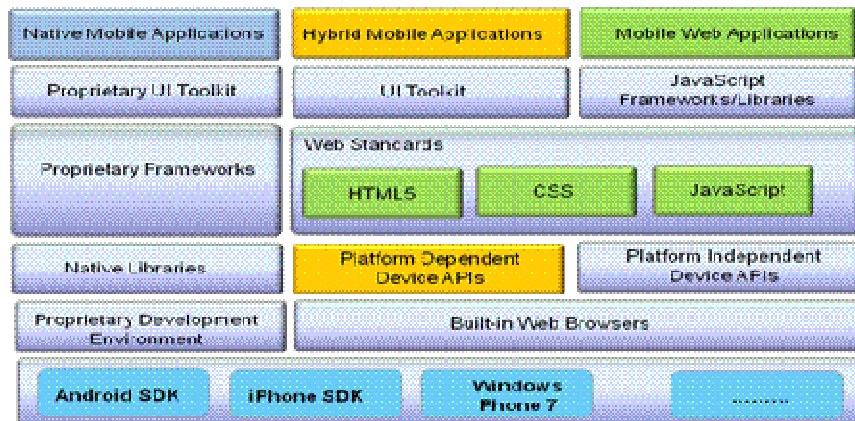 Native Mobile Applications
Hybrid Mobile Applications
Mobile Web Applications
Proprietary UI Toolkit
UI Toolkit
JavaScript
Frameworks/Libraries
Proprietary Frameworks
Web Standards
HTML5
CSS
JavaScript
Native Libraries
Platform Dependent
Device APIs
Platform Independent
Device APIs
Proprietary Development
Environment
Built-in Web Browsers
Android SDK
iPhone SDK
Windows
Phone 7
.........